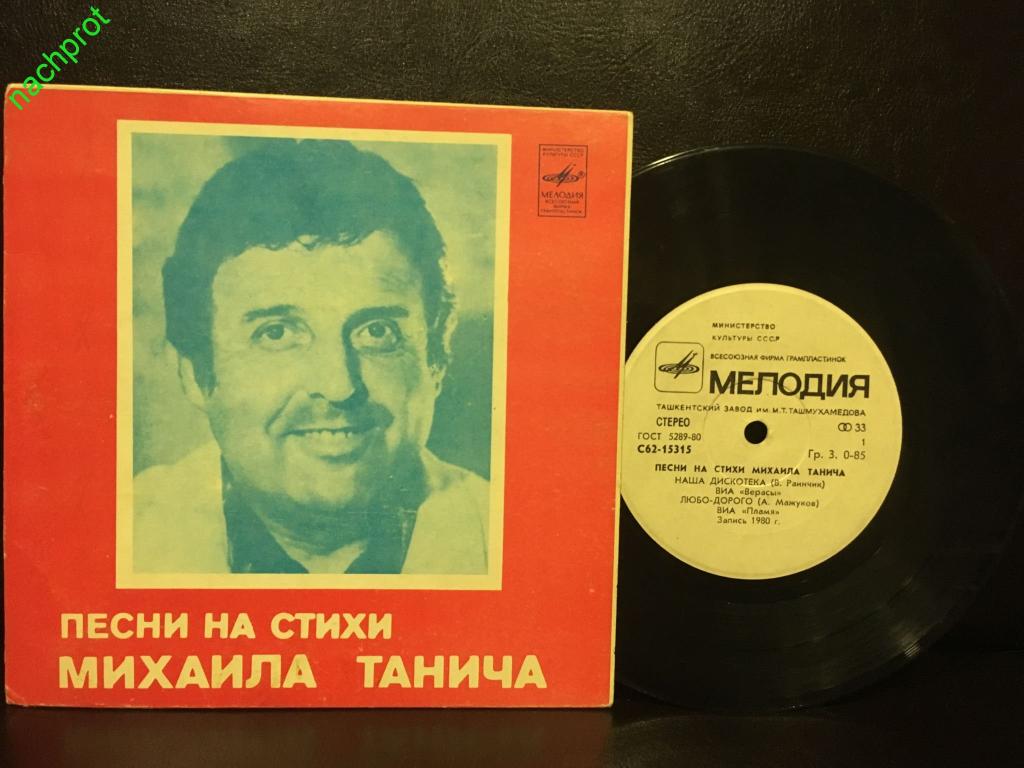 nachprot
МИНИСТЕРСТВО
КУЛЬТУРЫ СССР
МЕЛОДИЯ
ВСЕСОЮЗНАЯ
ФИРМА
ГРАМПЛАСТИНОК
ПЕСНИ НА СТИХИ
МИХАИЛА ТАНИЧА
МИНИСТЕРСТВО
КУЛЬТУРЫ СССР
ВСЕСОЮЗНАЯ ФИРМА ГРАМПЛАСТИНОК
МЕЛОДИЯ
ТАШКЕНТСКИЙ ЗАВОД ИМ. М.Т. ТАШМУХАМЕДОВА
СТЕРЕО 33
ГОСТ 5289-80 1
С62-15315 Гр. 3. 0-85
ПЕСНИ НА СТИХИ МИХАИЛА ТАНИЧА
НАША ДИСКОТЕКА (В. Раинчик)
ВИА «Верасы»
ЛЮБО-ДОРОГО (А. Мажуков)
ВИА «Пламя»
Запись 1980 г.